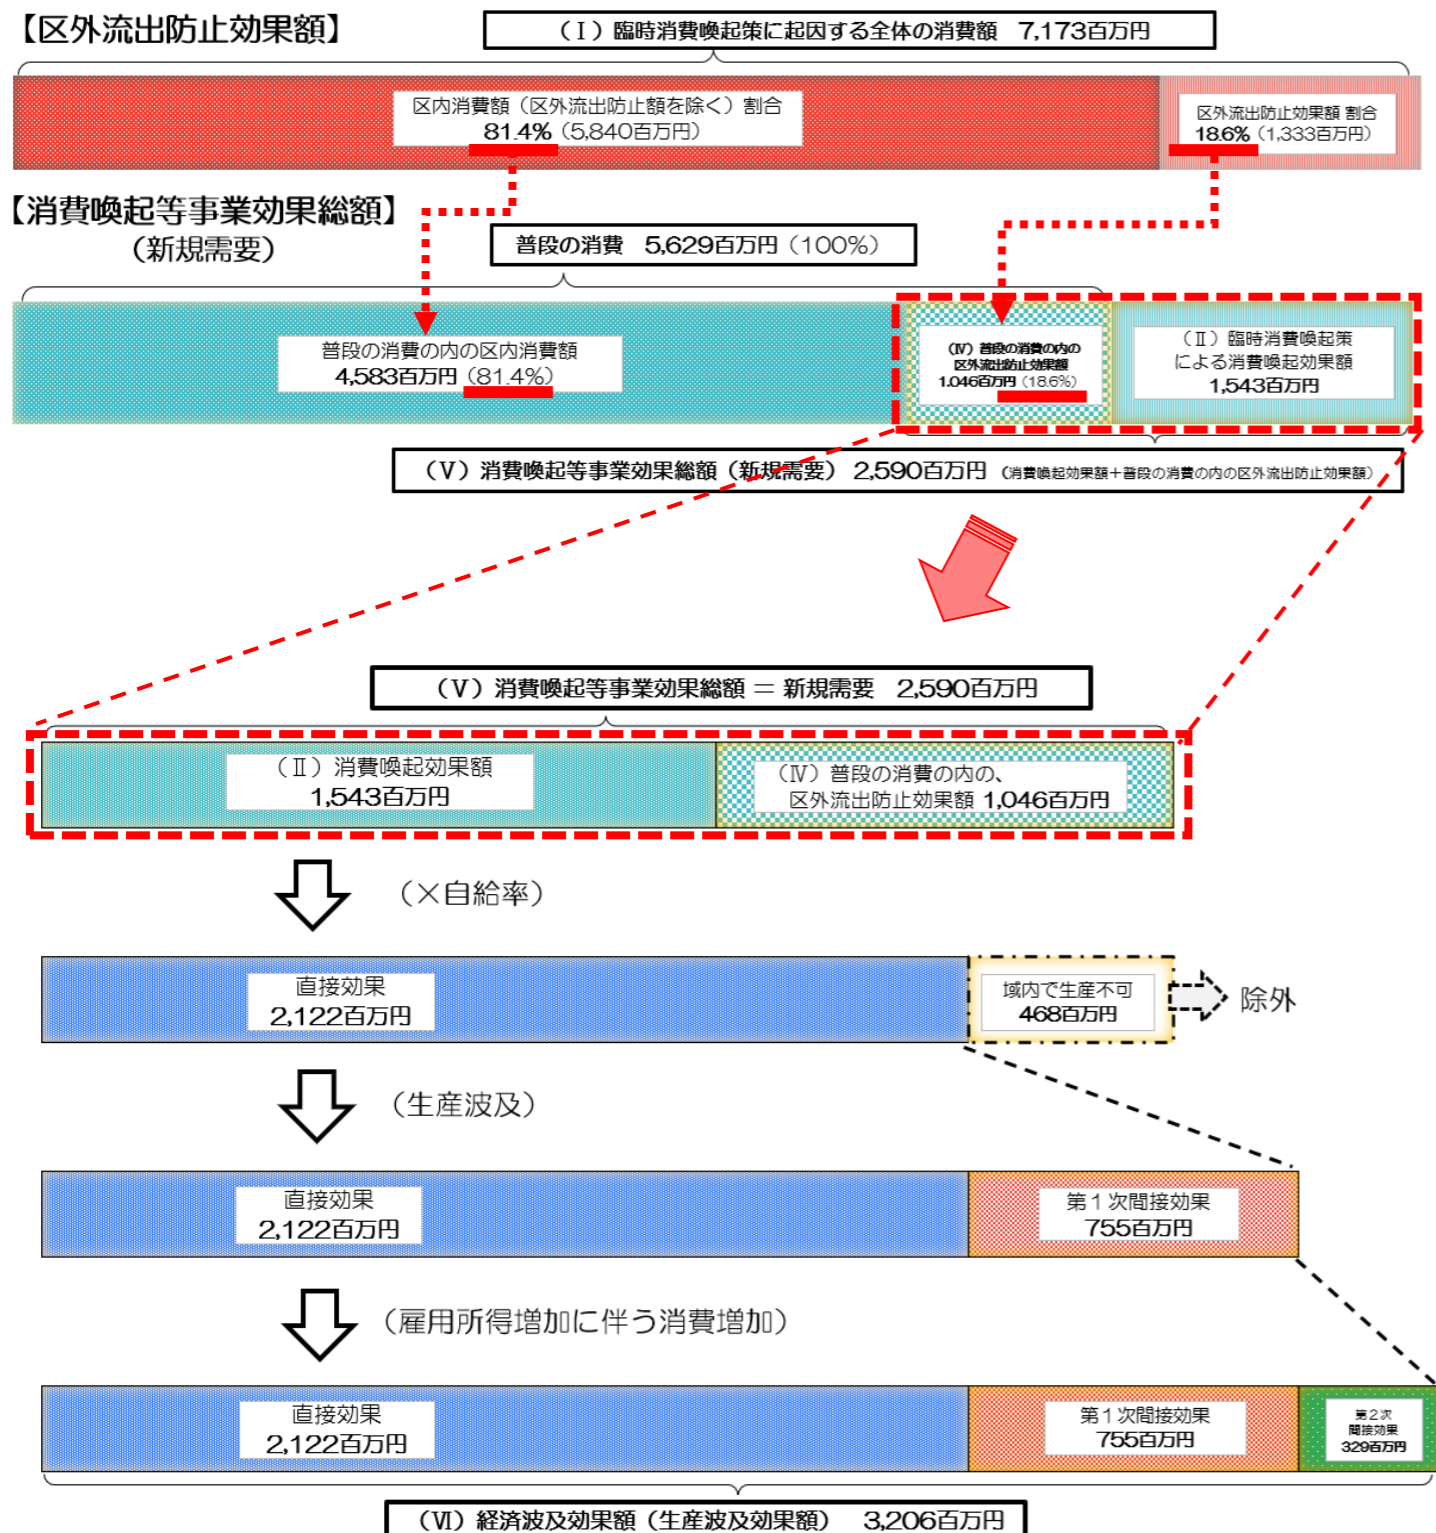 【区外流出防止効果額】
（Ⅰ）臨時消費喚起策に起因する全体の消費額　7,173百万円
区内消費額（区外流出防止額を除く）割合
81.4%（5,840百万円）
区外流出防止効果額 割合
18.6%（1,333百万円）
【消費喚起等事業効果総額】
（新規需要）
普段の消費　5,629百万円（100%）
普段の消費の内の区内消費額
4,583百万円（81.4%）
（Ⅳ）普段の消費の内の
区外流出防止効果額
1.046百万円（18.6%）
（Ⅱ）臨時消費喚起策
による消費喚起効果額
1,543百万円
（Ⅴ）消費喚起等事業効果総額（新規需要）2,590百万円（消費喚起効果額＋普段の消費の内の区外流出防止効果額）
（Ⅴ）消費喚起等事業効果総額 ＝ 新規需要　2,590百万円
（Ⅱ）消費喚起効果額
1,543百万円
（Ⅳ）普段の消費の内の、
区外流出防止効果額 1,046百万円
（×自給率）
直接効果
2,122百万円
域内で生産不可
468百万円
除外
（生産波及）
直接効果
2,122百万円
第１次間接効果
755百万円
（雇用所得増加に伴う消費増加）
直接効果
2,122百万円
第１次間接効果
755百万円
第２次
間接効果
329百万円
（Ⅵ）経済波及効果額（生産波及効果額）　3,206百万円